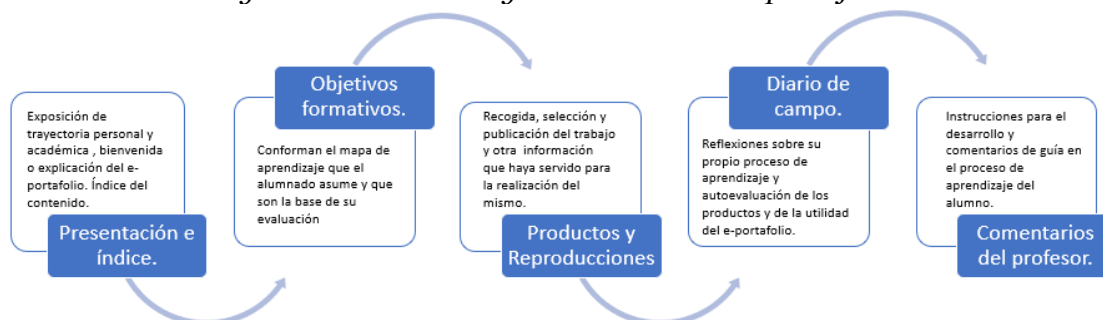 Exposición de
trayectoria personal y
académica , bienvenida
o explicación del e-
portafolio. Índice del
contenido.
Presentación e
índice.
Objetivos
formativos.
Conforman el mapa de
aprendizaje que el
alumnado asume y que
son la base de su
evaluación
Recogida, selección y
publicación del trabajo
y otra información
que haya servido para
la realización del
mismo.
Productos y
Reproducciones
Diario de
campo.
Reflexiones sobre su
propio proceso de
aprendizaje y
autoevaluación de los
productos y de la utilidad
del e-portafolio.
Instrucciones para el
desarrollo y
comentarios de guía en
el proceso de
aprendizaje del
alumno.
Comentarios
del profesor.